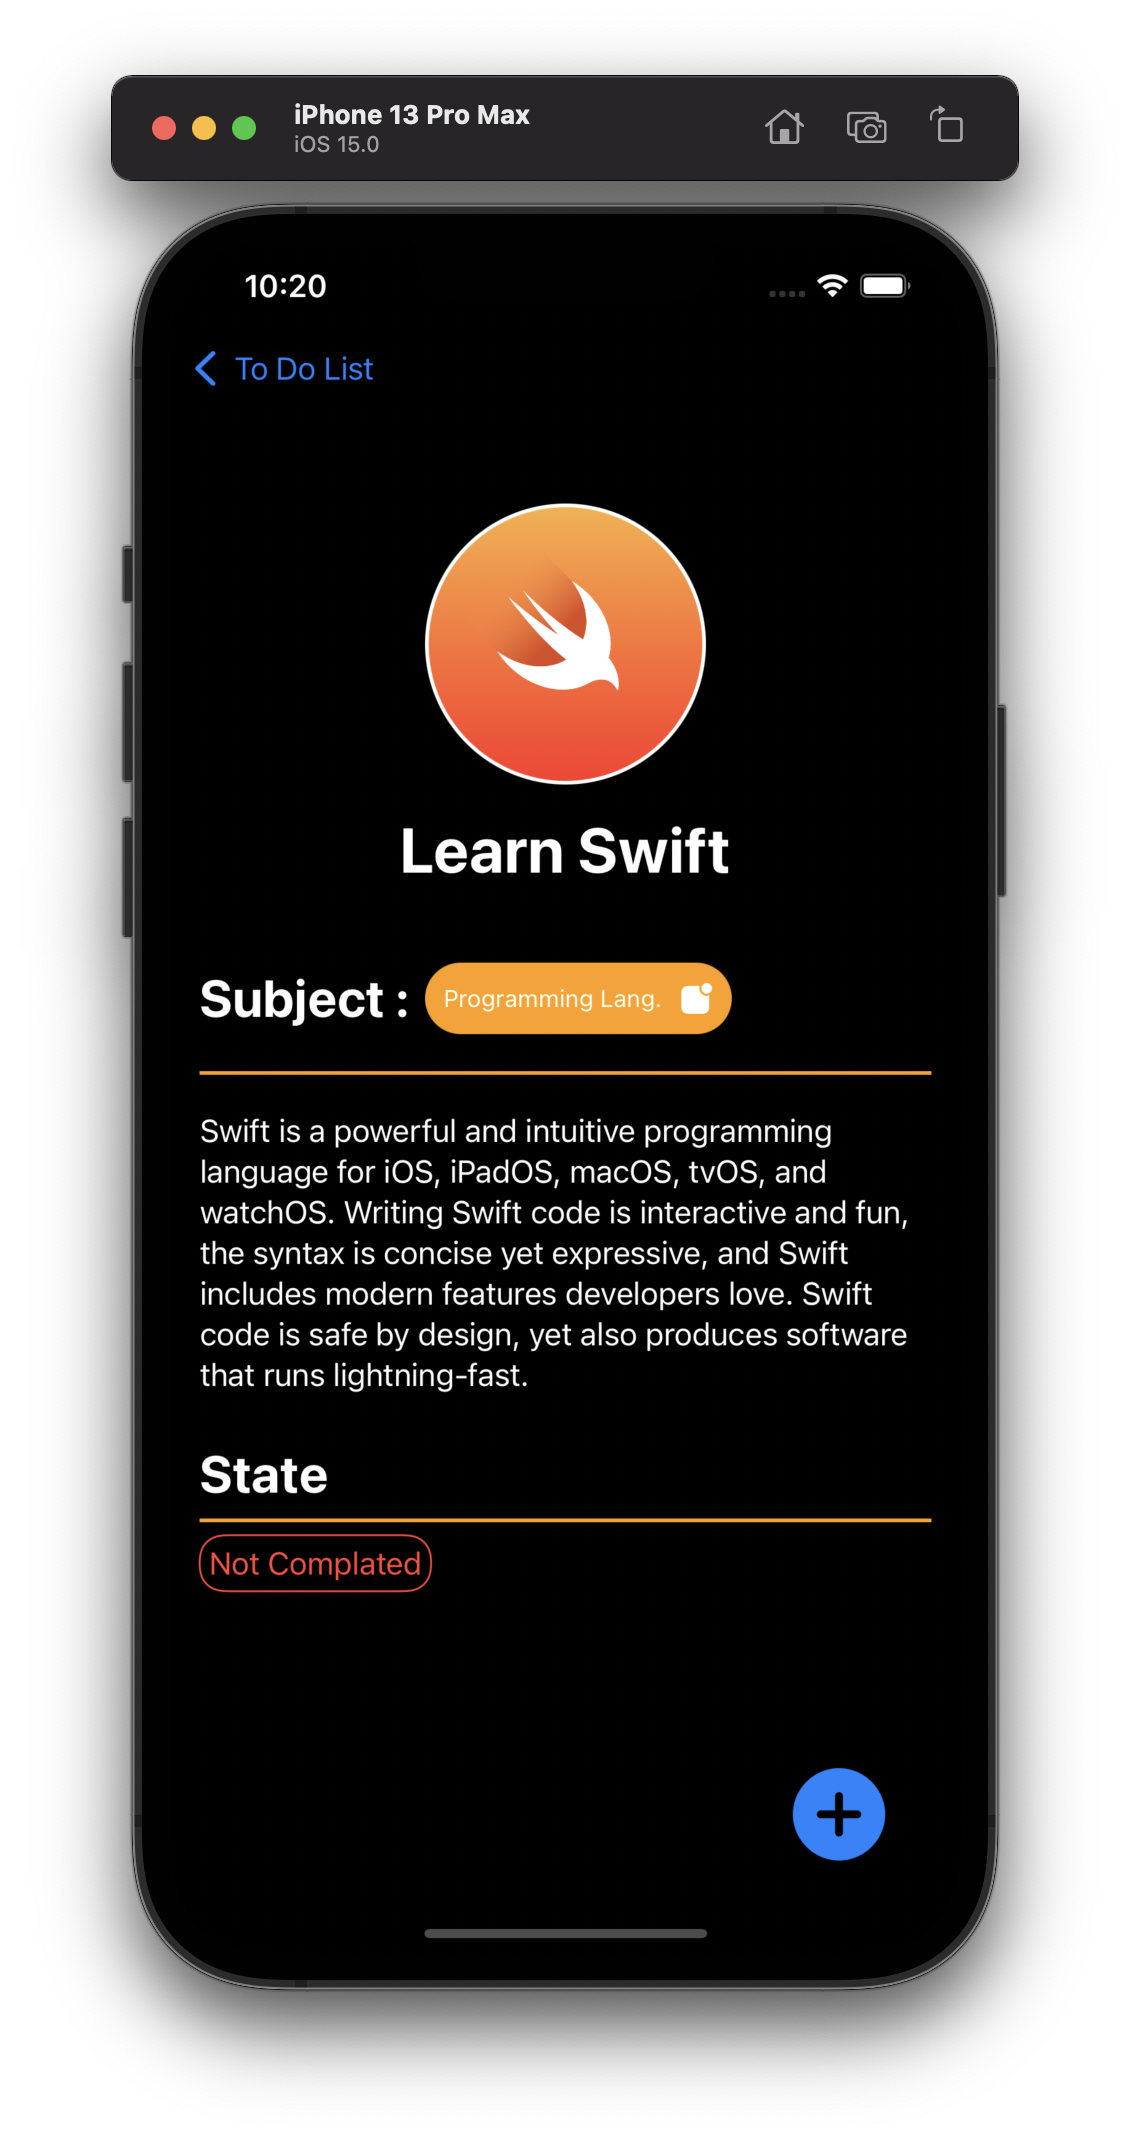 iPhone 13 Pro Max
iOS 15.0
10:20
To Do List
Learn Swift
Subject : Programming Lang.
Swift is a powerful and intuitive programming
language for iOS, iPadOS, macOS, tvOS, and
watchOS. Writing Swift code is interactive and fun,
the syntax is concise yet expressive, and Swift
includes modern features developers love. Swift
code is safe by design, yet also produces software
that runs lightning-fast.
State
Not Complated